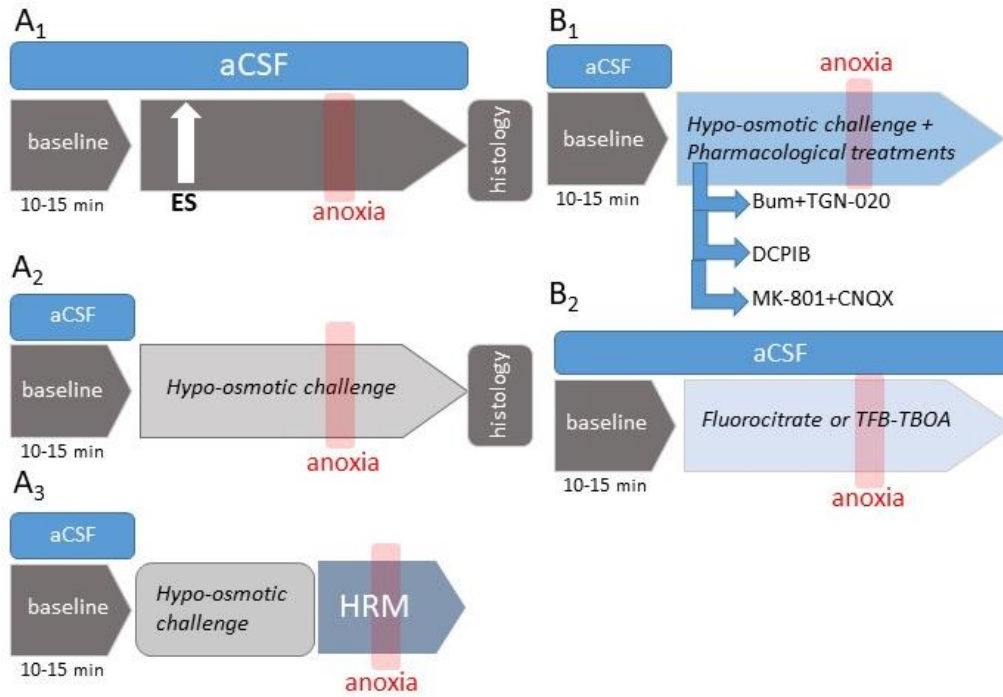 A1
aCSF
baseline
10-15 min
ES
anoxia
histology
A2
aCSF
baseline
10-15 min
Hypo-osmotic challenge
anoxia
histology
A3
aCSF
baseline
10-15 min
Hypo-osmotic
challenge
HRM
anoxia
B1
aCSF
baseline
10-15 min
anoxia
Hypo-osmotic challenge +
Pharmacological treatments
Bum+TGN-020
DCPIB
MK-801+CNQX
B2
aCSF
baseline
10-15 min
Fluorocitrate or TFB-TBOA
anoxia